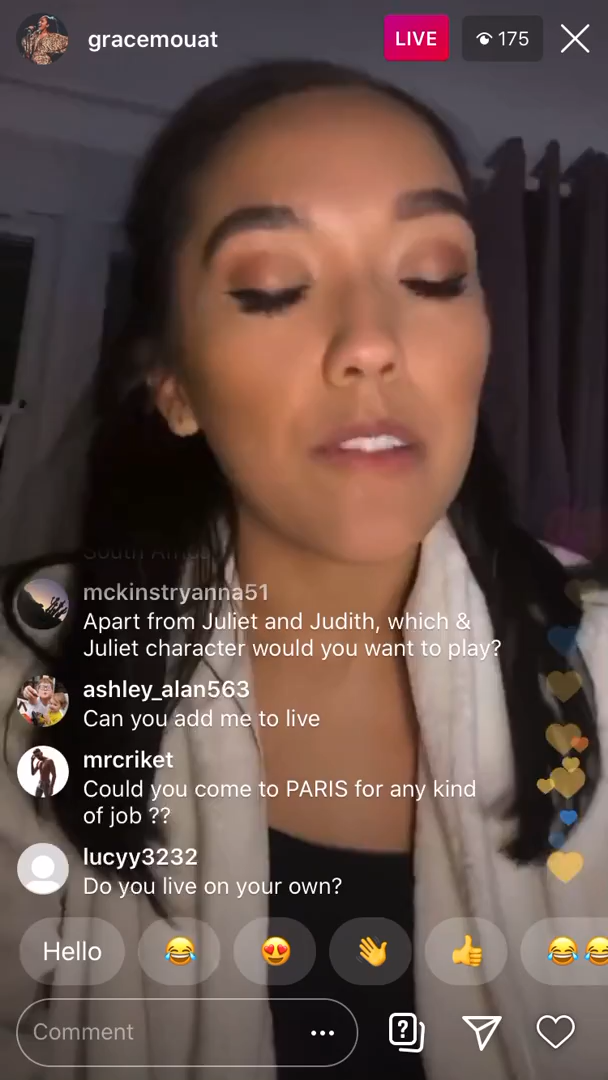 gracemouat
LIVE
175
South Africa
mckinstryanna51
Apart from Juliet and Judith, which &
Juliet character would you want to play?
ashley_alan563
Can you add me to live
mrcriket
Could you come to PARIS for any kind
of job ??
lucyy3232
Do you live on your own?
Hello
Comment